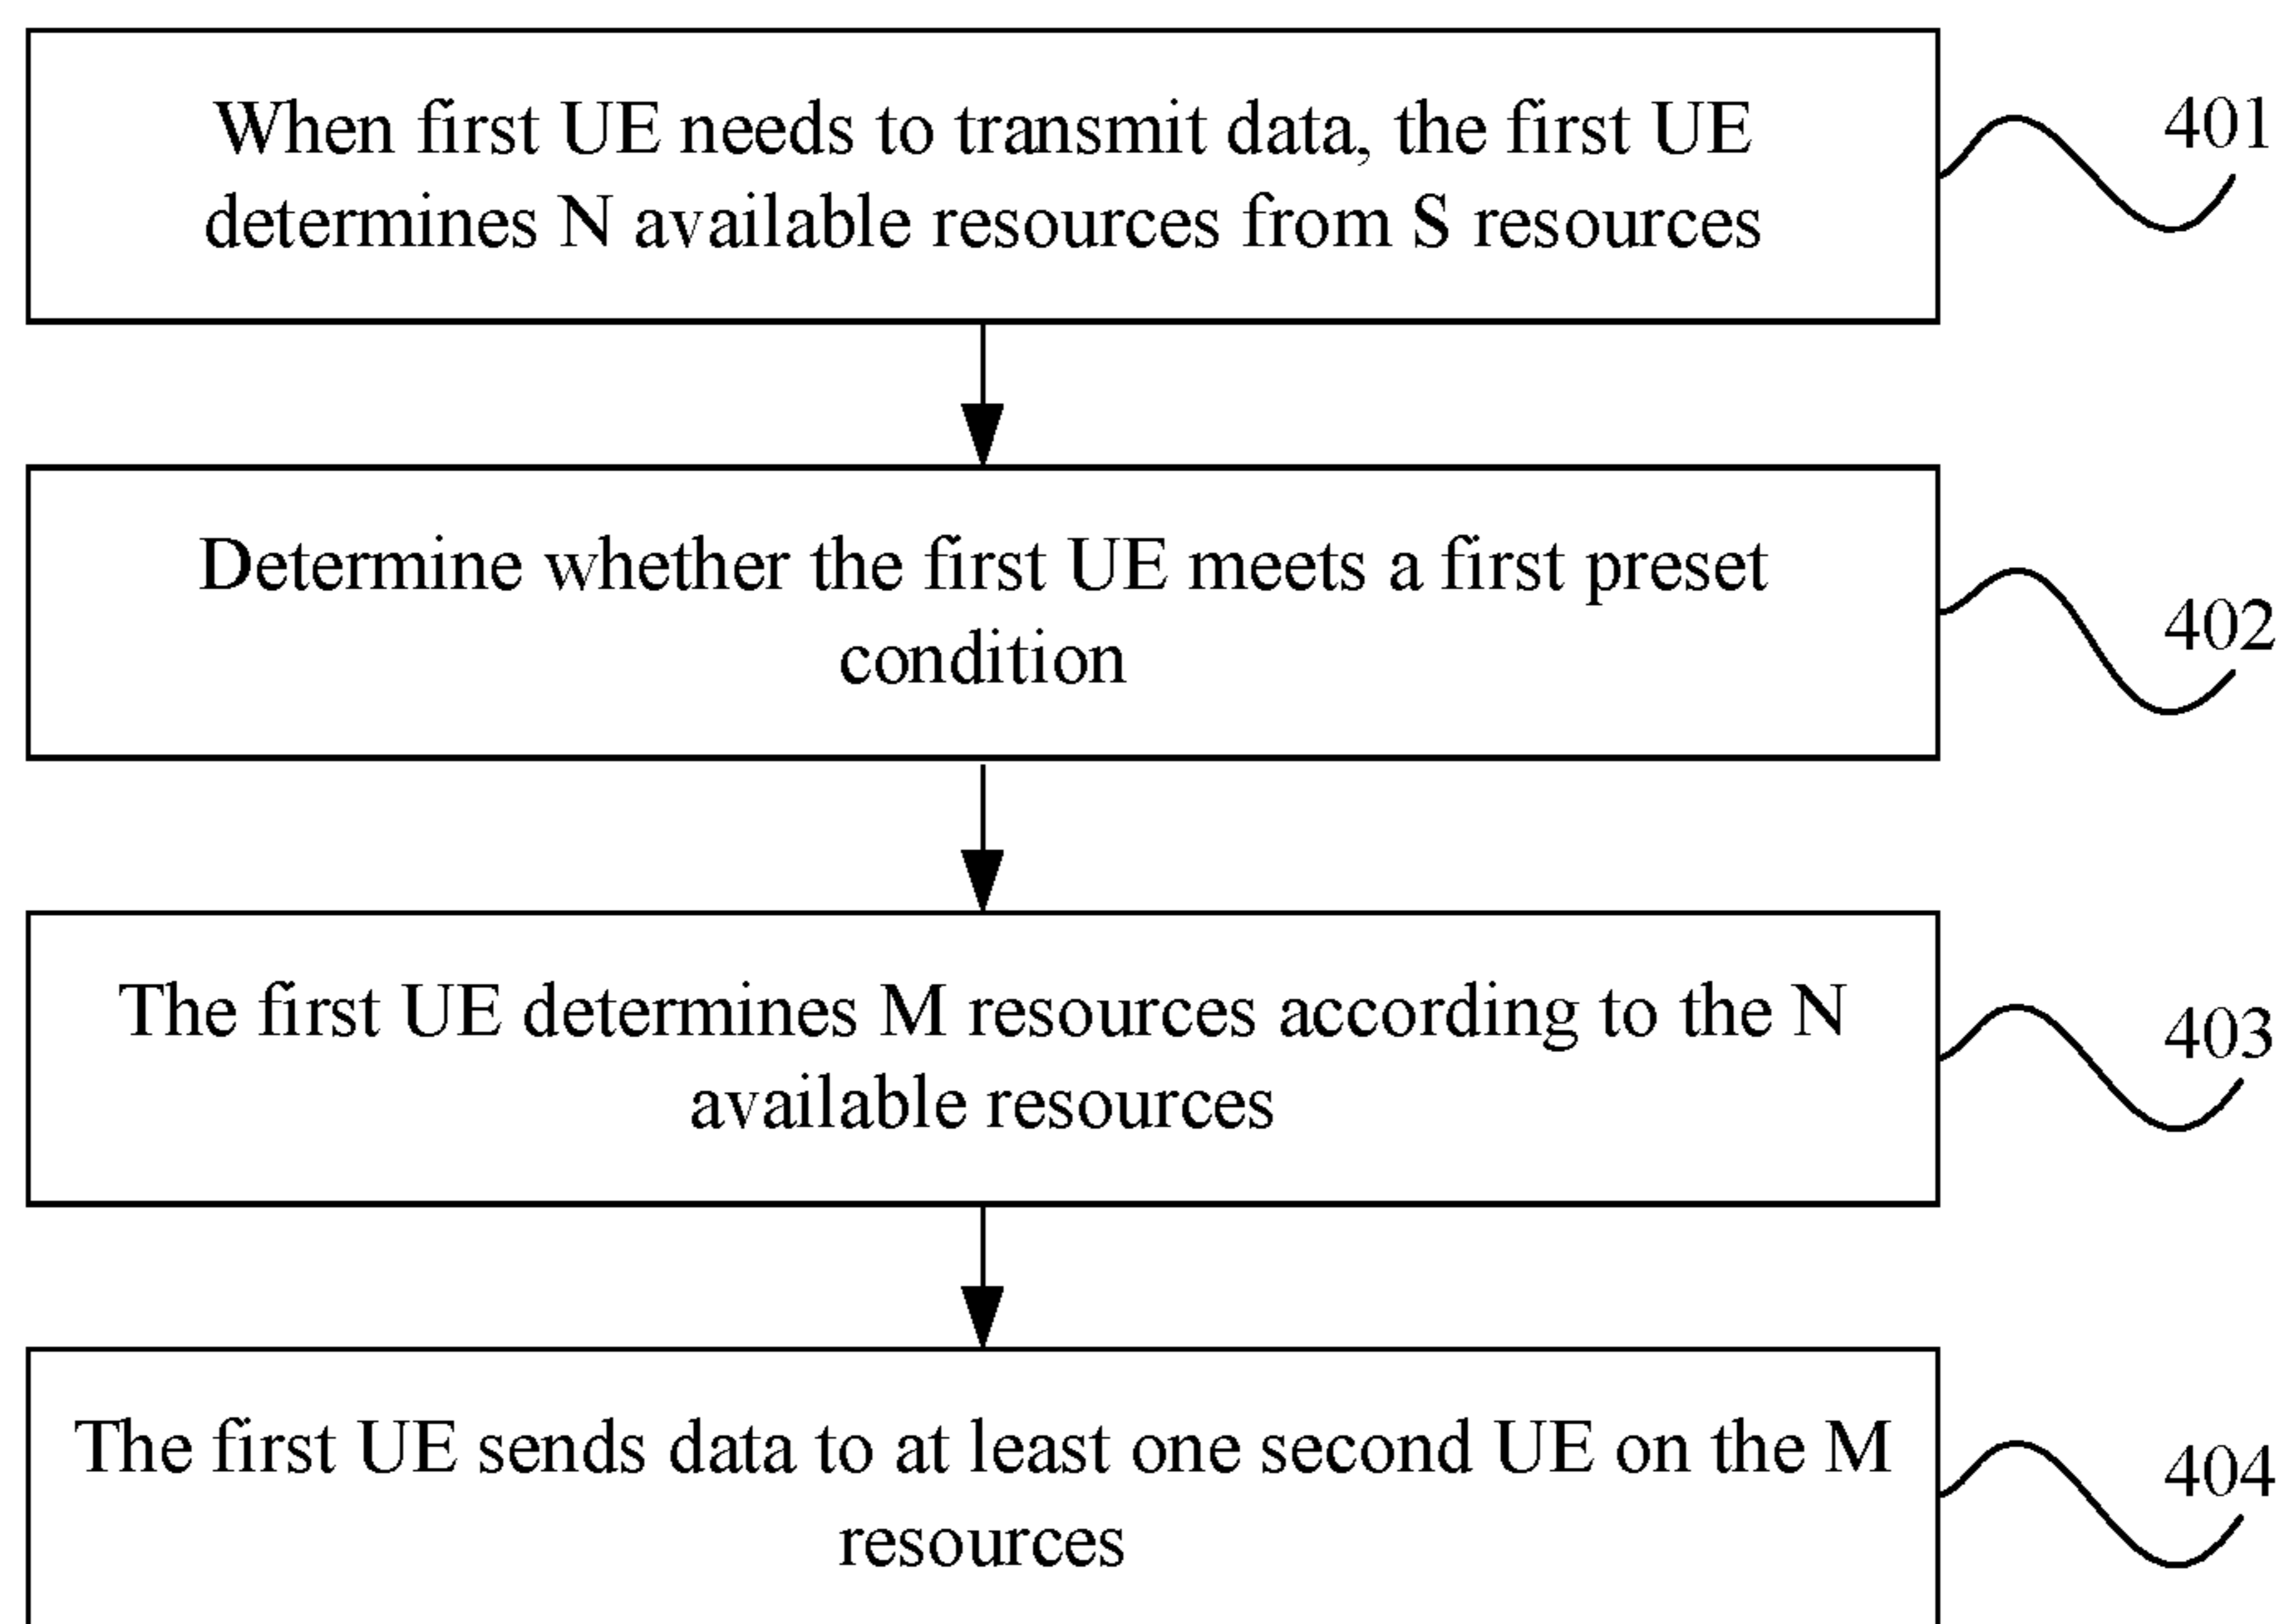 When first UE needs to transmit data, the first UE
determines N available resources from S resources
401
Determine whether the first UE meets a first preset
condition
402
The first UE determines M resources according to the N
available resources
403
The first UE sends data to at least one second UE on the M
resources
404